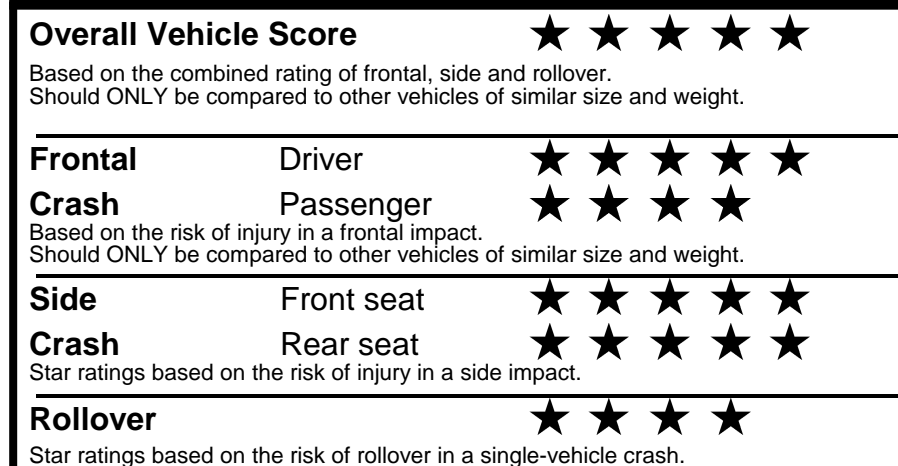 Overall Vehicle Score ★ ★ ★ ★ ★
Based on the combined rating of frontal, side and rollover.
Should ONLY be compared to other vehicles of similar size and weight.
Frontal Driver ★ ★ ★ ★ ★
Crash Passenger ★ ★ ★ ★
Based on the risk of injury in a frontal impact.
Should ONLY be compared to other vehicles of similar size and weight.
Side Front seat ★ ★ ★ ★ ★
Crash Rear seat ★ ★ ★ ★ ★
Star ratings based on the risk of injury in a side impact.
Rollover ★ ★ ★ ★
Star ratings based on the risk of rollover in a single-vehicle crash.